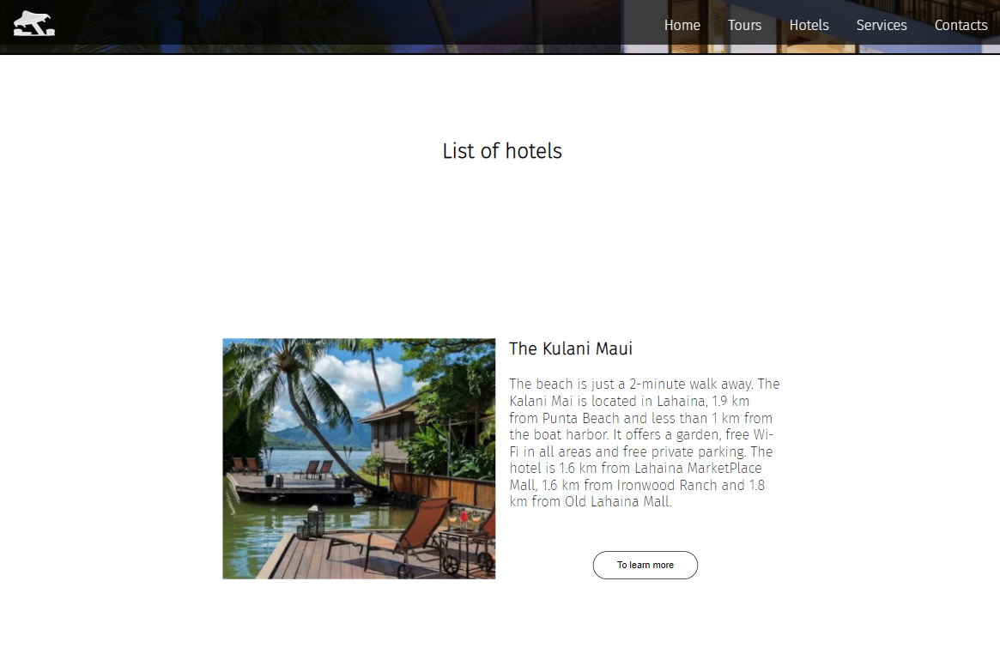 Home Tours Hotels Services Contacts
List of hotels
The Kulani Maui
The beach is just a 2-minute walk away. The
Kalani Mai is located in Lahaina, 1.9 km
from Punta Beach and less than 1 km from
the boat harbor. It offers a garden, free Wi-
Fi in all areas and free private parking. The
hotel is 1.6 km from Lahaina MarketPlace
Mall, 1.6 km from Ironwood Ranch and 1.8
km from Old Lahaina Mall.
To learn more